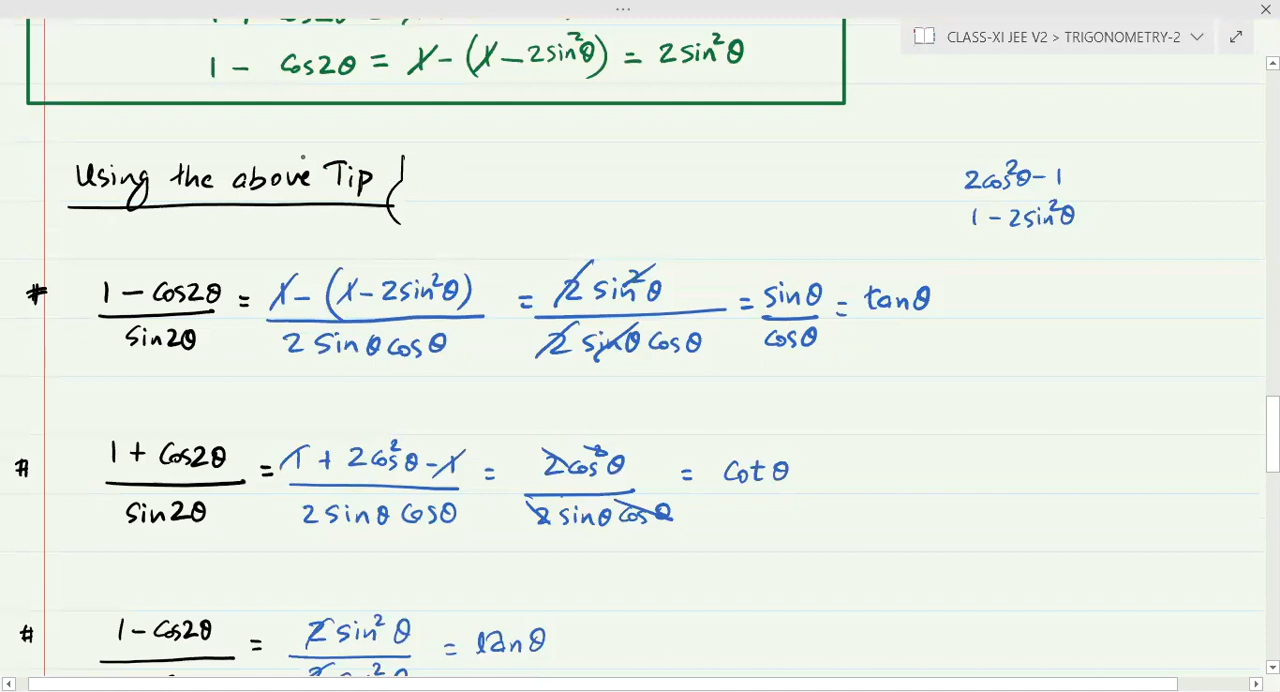 CLASS-XI JEE V2 > TRIGONOMETRY-2
1 - cos2θ = 1 - (1 - 2sin²θ) = 2sin²θ
Using the above Tip
2cos²θ - 1
1 - 2sin²θ
# (1 - cos2θ)/(sin2θ) = (1 - (1 - 2sin²θ))/(2 sinθ cosθ) = (2 sin²θ)/(2 sinθ cosθ) = sinθ/cosθ = tanθ
# (1 + cos2θ)/(sin2θ) = (1 + 2cos²θ - 1)/(2 sinθ cosθ) = (2cos²θ)/(2 sinθ cosθ) = cotθ
# 1 - cos2θ = 2 sin²θ = tanθ